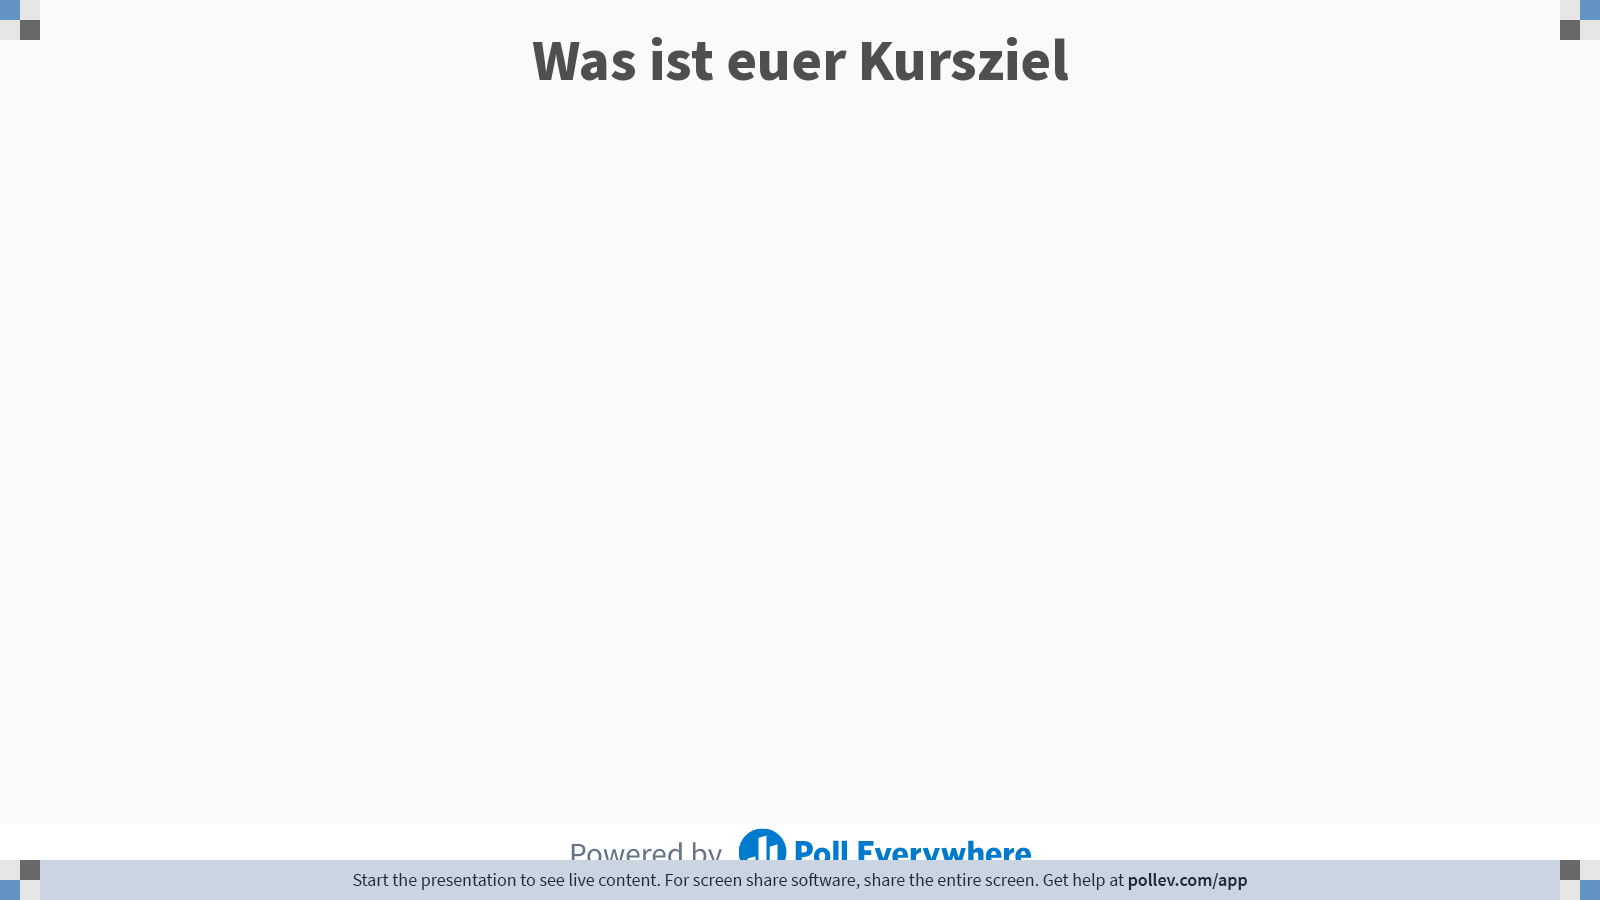 Was ist euer Kursziel
Powered by Poll Everywhere
Start the presentation to see live content. For screen share software, share the entire screen. Get help at pollev.com/app